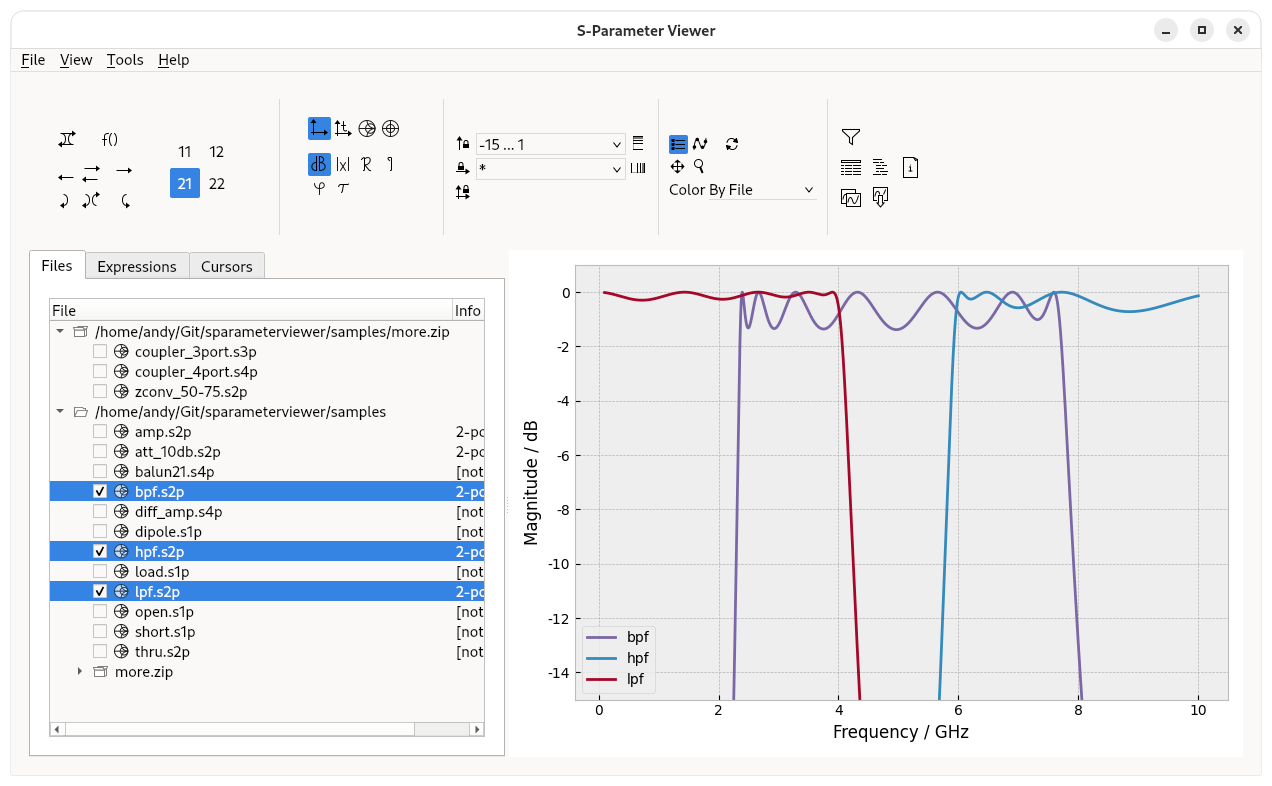 S-Parameter Viewer
File View Tools Help
f()
11 12
21 22
dB |x|
φ τ
-15 ... 1
*
Color By File
Files Expressions Cursors
File Info
/home/andy/Git/sparameterviewer/samples/more.zip
coupler_3port.s3p
coupler_4port.s4p
zconv_50-75.s2p
/home/andy/Git/sparameterviewer/samples
amp.s2p 2-po
att_10db.s2p 2-po
balun21.s4p [not
bpf.s2p 2-po
diff_amp.s4p [not
dipole.s1p [not
hpf.s2p 2-po
load.s1p [not
lpf.s2p 2-po
open.s1p [not
short.s1p [not
thru.s2p [not
more.zip
Magnitude / dB
0
-2
-4
-6
-8
-10
-12
-14
bpf
hpf
lpf
0 2 4 6 8 10
Frequency / GHz